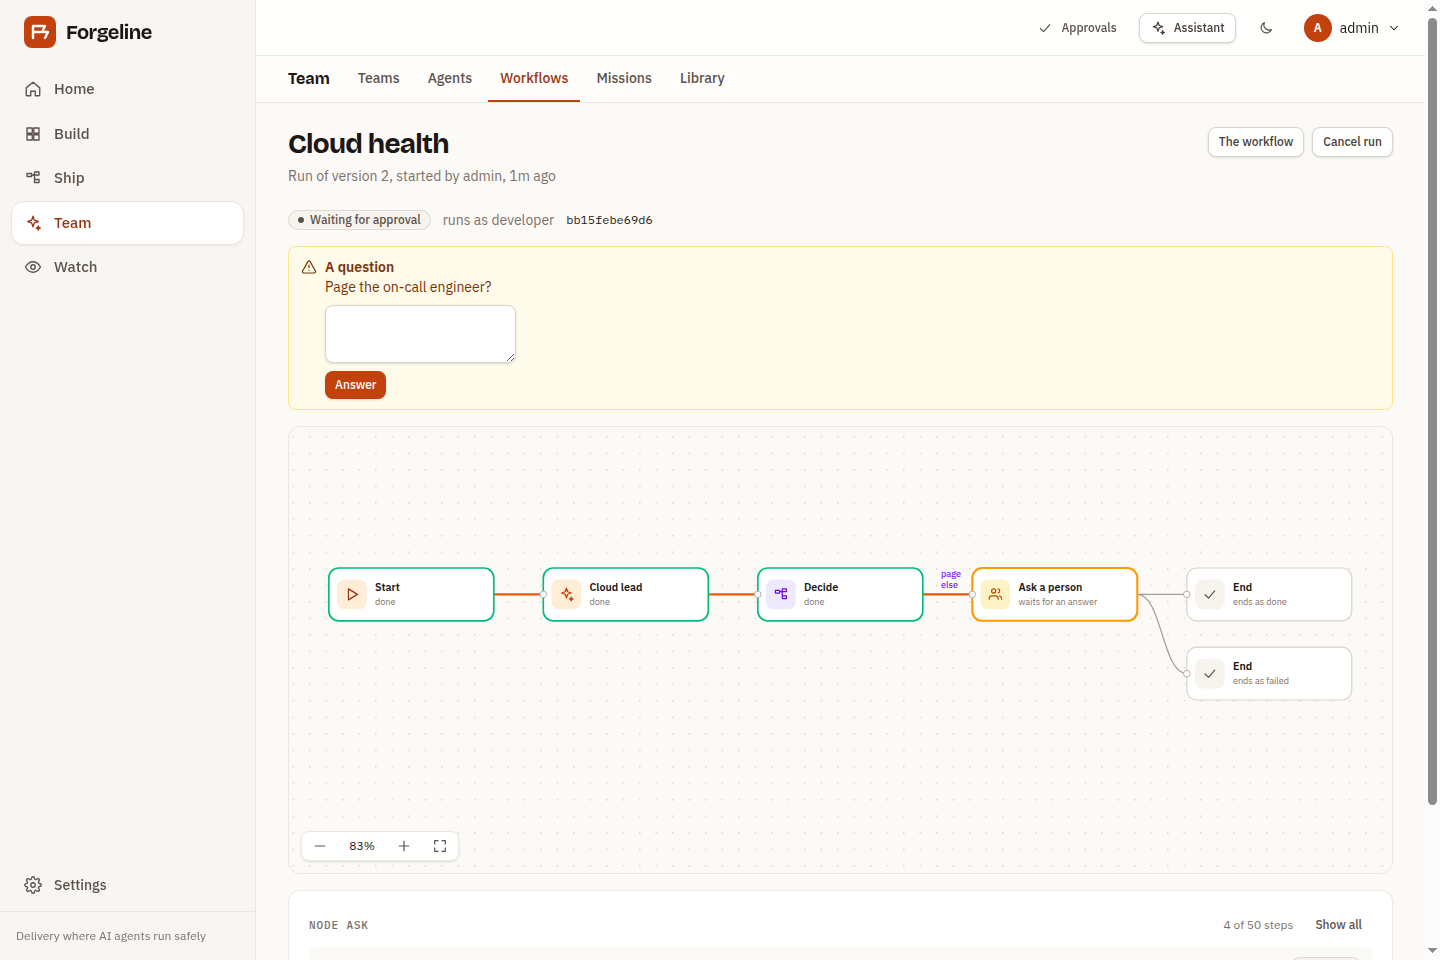 Forgeline
Approvals
Assistant
A
admin
Home
Build
Ship
Team
Watch
Settings
Delivery where AI agents run safely
Team
Teams
Agents
Workflows
Missions
Library
Cloud health
The workflow
Cancel run
Run of version 2, started by admin, 1m ago
Waiting for approval
runs as developer
bb15febe69d6
A question
Page the on-call engineer?
Answer
Start
done
Cloud lead
done
Decide
done
page
else
Ask a person
waits for an answer
End
ends as done
End
ends as failed
83%
NODE ASK
4 of 50 steps
Show all